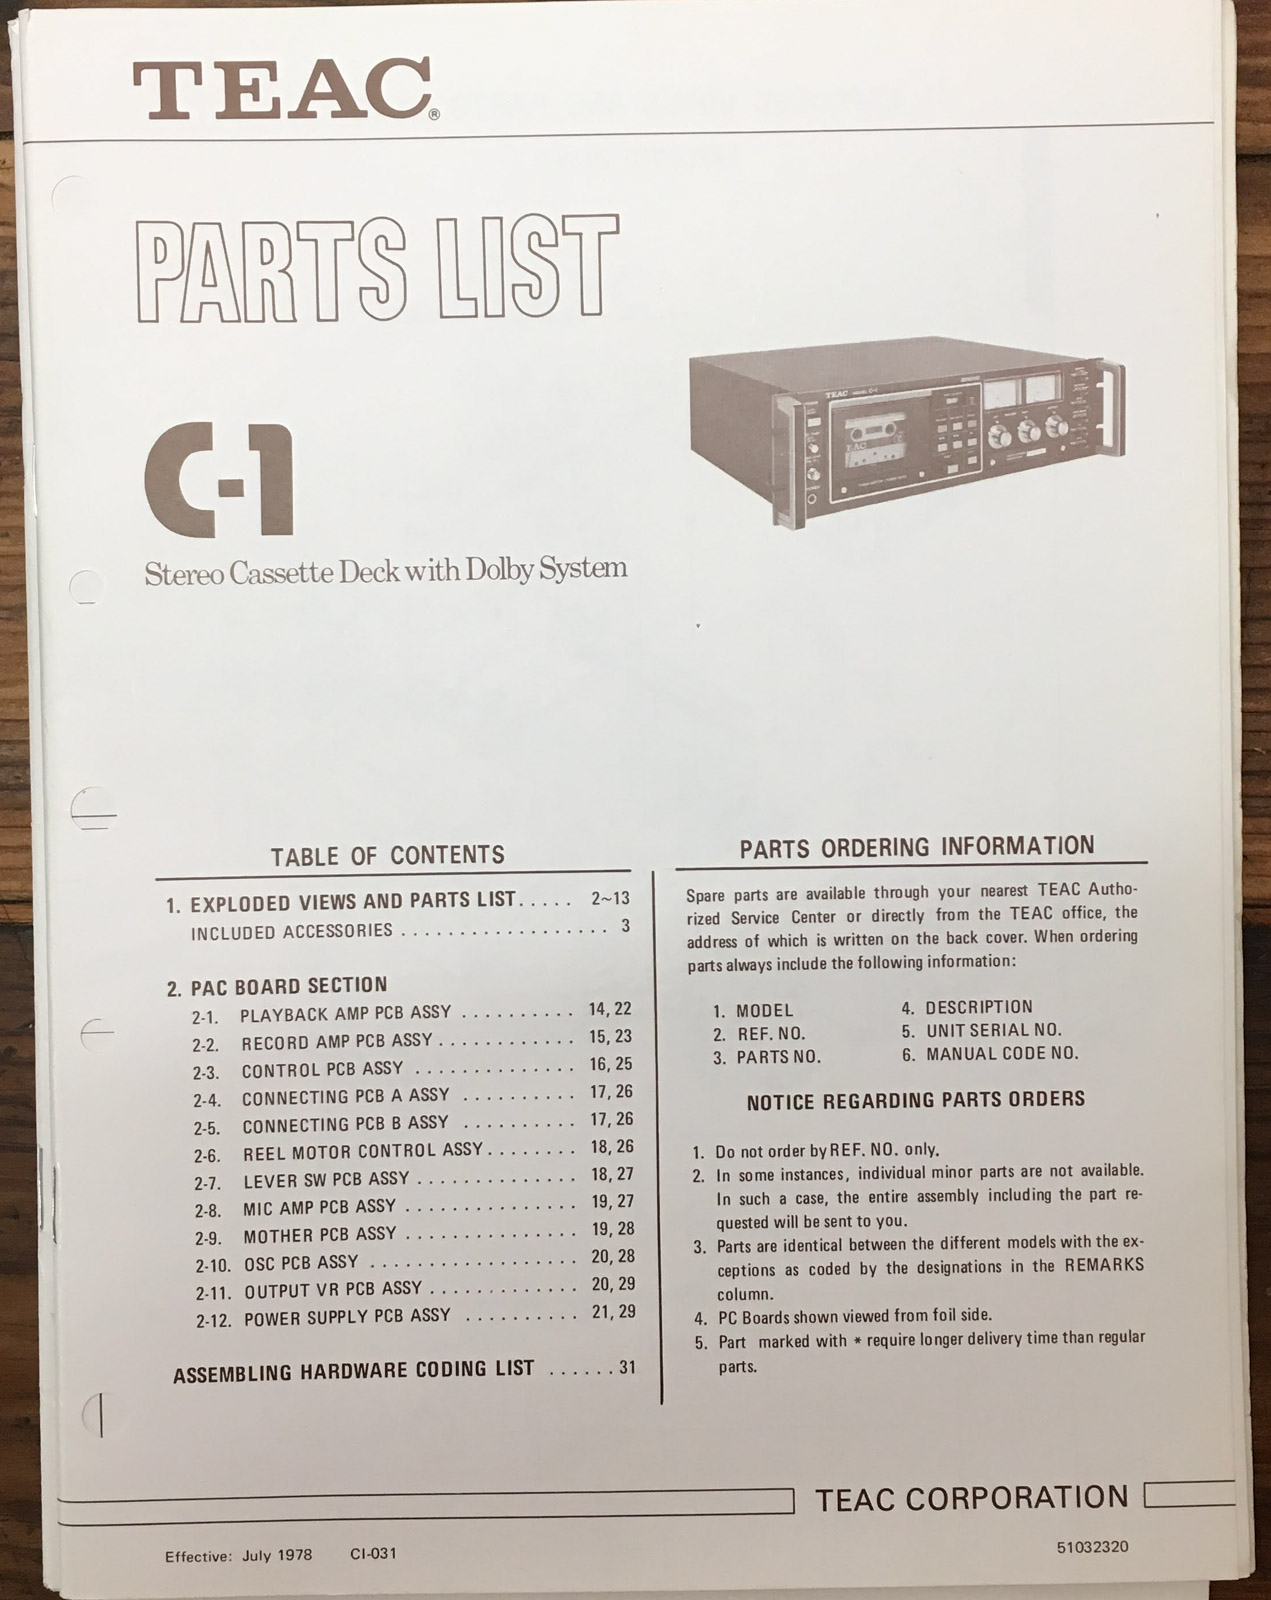 TEAC®
PARTS LIST
C-1
Stereo Cassette Deck with Dolby System
TEAC MODEL C-1
TEAC
TABLE OF CONTENTS
1. EXPLODED VIEWS AND PARTS LIST..... 2~13
INCLUDED ACCESSORIES .................. 3
2. PAC BOARD SECTION
2-1. PLAYBACK AMP PCB ASSY .......... 14, 22
2-2. RECORD AMP PCB ASSY............ 15, 23
2-3. CONTROL PCB ASSY .............. 16, 25
2-4. CONNECTING PCB A ASSY .......... 17, 26
2-5. CONNECTING PCB B ASSY .......... 17, 26
2-6. REEL MOTOR CONTROL ASSY........ 18, 26
2-7. LEVER SW PCB ASSY .............. 18, 27
2-8. MIC AMP PCB ASSY ............... 19, 27
2-9. MOTHER PCB ASSY ............... 19, 28
2-10. OSC PCB ASSY .................. 20, 28
2-11. OUTPUT VR PCB ASSY ............. 20, 29
2-12. POWER SUPPLY PCB ASSY .......... 21, 29
ASSEMBLING HARDWARE CODING LIST ...... 31
PARTS ORDERING INFORMATION
Spare parts are available through your nearest TEAC Autho-
rized Service Center or directly from the TEAC office, the
address of which is written on the back cover. When ordering
parts always include the following information:
1. MODEL
2. REF. NO.
3. PARTS NO.
4. DESCRIPTION
5. UNIT SERIAL NO.
6. MANUAL CODE NO.
NOTICE REGARDING PARTS ORDERS
1. Do not order by REF. NO. only.
2. In some instances, individual minor parts are not available.
In such a case, the entire assembly including the part re-
quested will be sent to you.
3. Parts are identical between the different models with the ex-
ceptions as coded by the designations in the REMARKS
column.
4. PC Boards shown viewed from foil side.
5. Part marked with * require longer delivery time than regular
parts.
TEAC CORPORATION
Effective: July 1978 CI-031
51032320